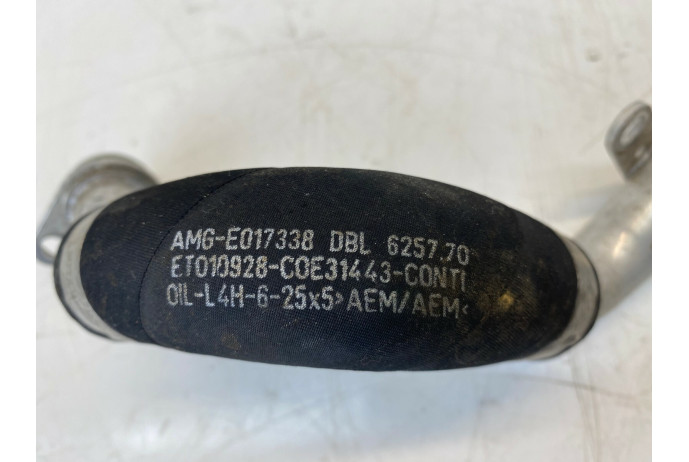 AMG-E017338 DBL 6257.70
ET010928-COE31443-CONTI
OIL-L4H-6-25x5>AEM/AEM<